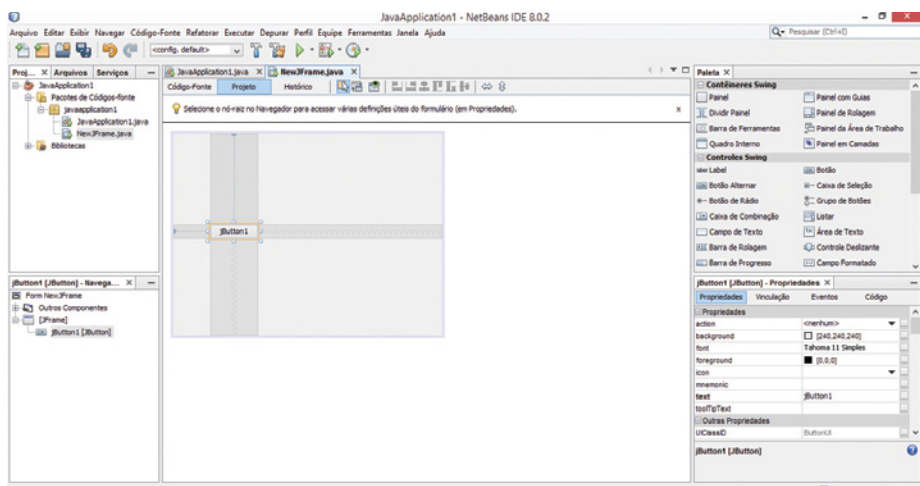 JavaApplication1 - NetBeans IDE 8.0.2
Arquivo Editar Exibir Navegar Código-Fonte Refatorar Executar Depurar Perfil Equipe Ferramentas Janela Ajuda
Pesquisar (Ctrl+I)
<config. default>
Proj... Arquivos Serviços
JavaApplication1
Pacotes de Códigos-fonte
javaapplication1
JavaApplication1.java
NewJFrame.java
Bibliotecas
JavaApplication1.java NewJFrame.java
Código-Fonte Projeto Histórico
Selecione o nó-raiz no Navegador para acessar várias definições úteis do formulário (em Propriedades).
jButton1
jButton1 [JButton] - Navega...
Form NewJFrame
Outros Componentes
[JFrame]
jButton1 [JButton]
Paleta
Contêineres Swing
Painel Painel com Guias
Dividir Painel Painel de Rolagem
Barra de Ferramentas Painel da Área de Trabalho
Quadro Interno Painel em Camadas
Controles Swing
label Label Botão
Botão Alternar Caixa de Seleção
Botão de Rádio Grupo de Botões
Caixa de Combinação Listar
Campo de Texto Área de Texto
Barra de Rolagem Controle Deslizante
Barra de Progresso Campo Formatado
jButton1 [JButton] - Propriedades
Propriedades Vinculação Eventos Código
Propriedades
action <nenhum>
background [240,240,240]
font Tahoma 11 Simples
foreground [0,0,0]
icon
mnemonic
text jButton1
toolTipText
Outras Propriedades
UIClassID ButtonUI
jButton1 [JButton]